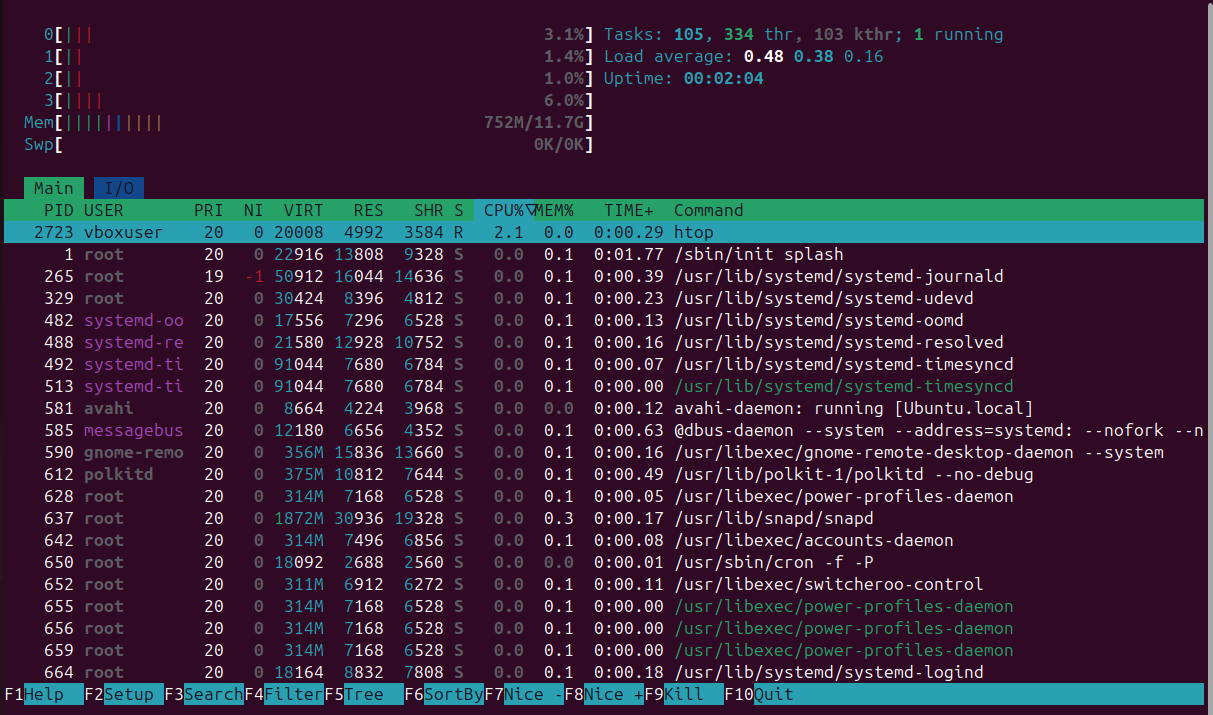 0[||| 3.1%] Tasks: 105, 334 thr, 103 kthr; 1 running
1[|| 1.4%] Load average: 0.48 0.38 0.16
2[|| 1.0%] Uptime: 00:02:04
3[|||| 6.0%]
Mem[|||||||||| 752M/11.7G]
Swp[ 0K/0K]
Main I/O
PID USER PRI NI VIRT RES SHR S CPU%▽MEM% TIME+ Command
2723 vboxuser 20 0 20008 4992 3584 R 2.1 0.0 0:00.29 htop
1 root 20 0 22916 13808 9328 S 0.0 0.1 0:01.77 /sbin/init splash
265 root 19 -1 50912 16044 14636 S 0.0 0.1 0:00.39 /usr/lib/systemd/systemd-journald
329 root 20 0 30424 8396 4812 S 0.0 0.1 0:00.23 /usr/lib/systemd/systemd-udevd
482 systemd-oo 20 0 17556 7296 6528 S 0.0 0.1 0:00.13 /usr/lib/systemd/systemd-oomd
488 systemd-re 20 0 21580 12928 10752 S 0.0 0.1 0:00.16 /usr/lib/systemd/systemd-resolved
492 systemd-ti 20 0 91044 7680 6784 S 0.0 0.1 0:00.07 /usr/lib/systemd/systemd-timesyncd
513 systemd-ti 20 0 91044 7680 6784 S 0.0 0.1 0:00.00 /usr/lib/systemd/systemd-timesyncd
581 avahi 20 0 8664 4224 3968 S 0.0 0.0 0:00.12 avahi-daemon: running [Ubuntu.local]
585 messagebus 20 0 12180 6656 4352 S 0.0 0.1 0:00.63 @dbus-daemon --system --address=systemd: --nofork --n
590 gnome-remo 20 0 356M 15836 13660 S 0.0 0.1 0:00.16 /usr/libexec/gnome-remote-desktop-daemon --system
612 polkitd 20 0 375M 10812 7644 S 0.0 0.1 0:00.49 /usr/lib/polkit-1/polkitd --no-debug
628 root 20 0 314M 7168 6528 S 0.0 0.1 0:00.05 /usr/libexec/power-profiles-daemon
637 root 20 0 1872M 30936 19328 S 0.0 0.3 0:00.17 /usr/lib/snapd/snapd
642 root 20 0 314M 7496 6856 S 0.0 0.1 0:00.08 /usr/libexec/accounts-daemon
650 root 20 0 18092 2688 2560 S 0.0 0.0 0:00.01 /usr/sbin/cron -f -P
652 root 20 0 311M 6912 6272 S 0.0 0.1 0:00.11 /usr/libexec/switcheroo-control
655 root 20 0 314M 7168 6528 S 0.0 0.1 0:00.00 /usr/libexec/power-profiles-daemon
656 root 20 0 314M 7168 6528 S 0.0 0.1 0:00.00 /usr/libexec/power-profiles-daemon
659 root 20 0 314M 7168 6528 S 0.0 0.1 0:00.00 /usr/libexec/power-profiles-daemon
664 root 20 0 18164 8832 7808 S 0.0 0.1 0:00.18 /usr/lib/systemd/systemd-logind
F1Help F2Setup F3SearchF4FilterF5Tree F6SortByF7Nice -F8Nice +F9Kill F10Quit